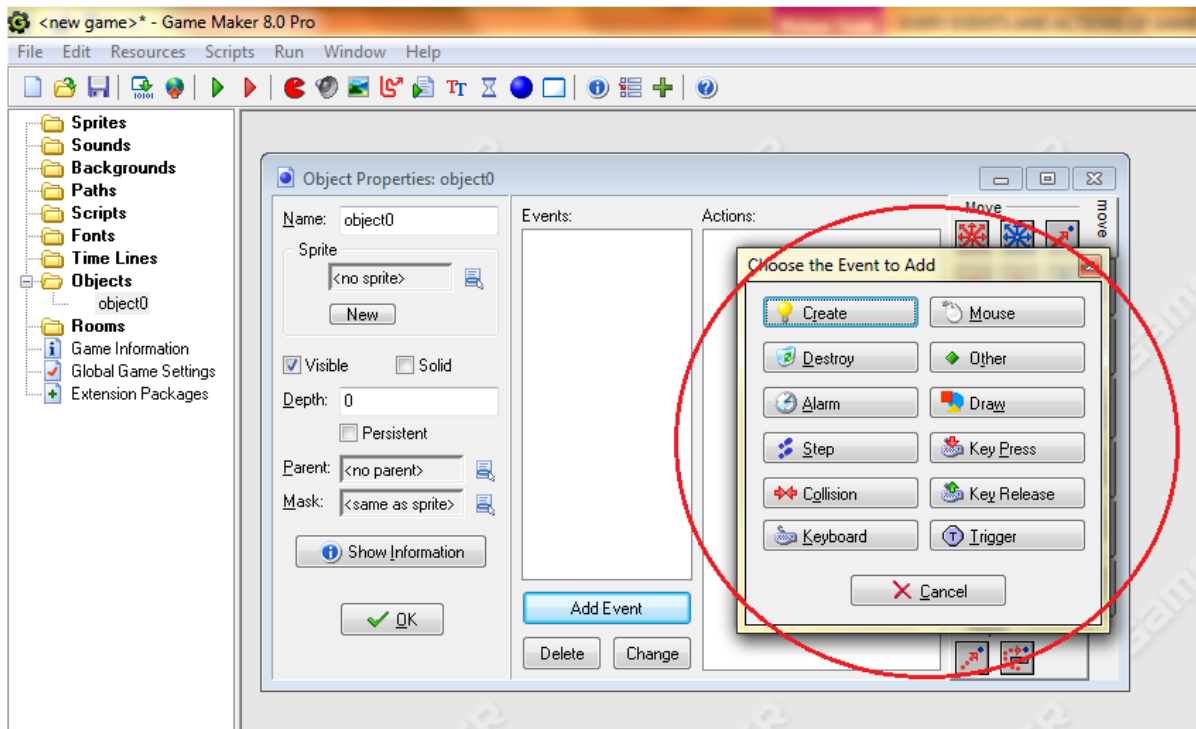 <new game>* - Game Maker 8.0 Pro
File Edit Resources Scripts Run Window Help
Sprites
Sounds
Backgrounds
Paths
Scripts
Fonts
Time Lines
Objects
object0
Rooms
Game Information
Global Game Settings
Extension Packages
Object Properties: object0
Name: object0
Sprite
<no sprite>
New
Visible Solid
Depth: 0
Persistent
Parent: <no parent>
Mask: <same as sprite>
Show Information
OK
Events:
Add Event
Delete Change
Actions:
Move
move
Choose the Event to Add
Create Mouse
Destroy Other
Alarm Draw
Step Key Press
Collision Key Release
Keyboard Trigger
Cancel